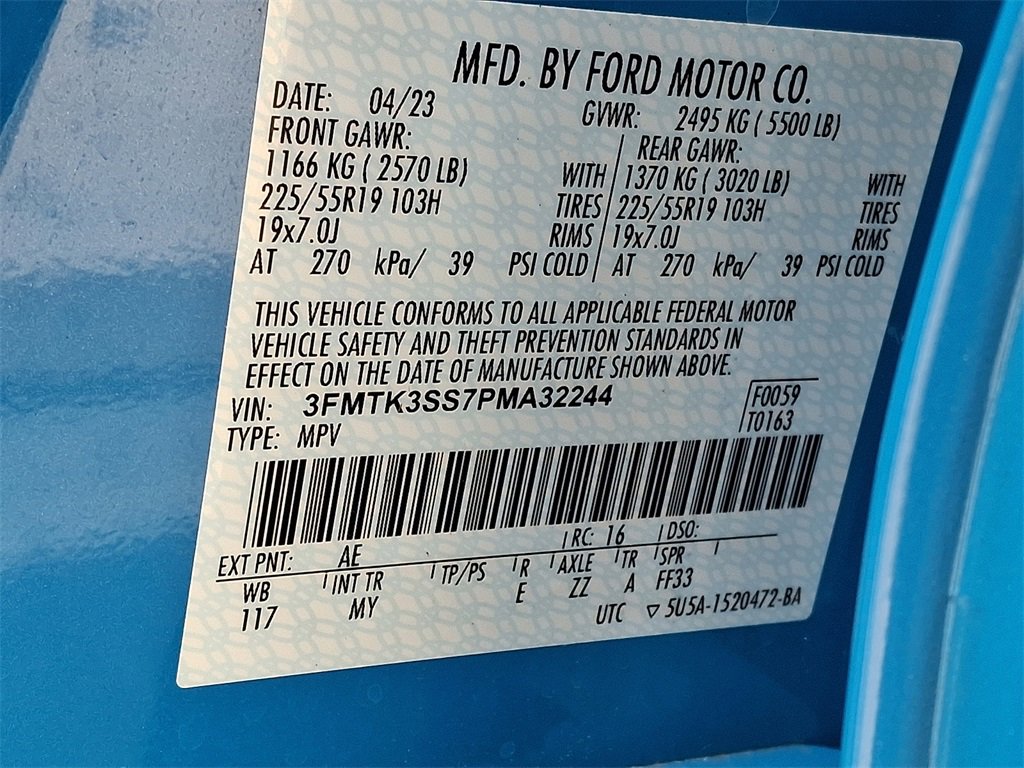 MFD. BY FORD MOTOR CO.
DATE: 04/23 GVWR: 2495 KG ( 5500 LB)
FRONT GAWR: REAR GAWR:
1166 KG ( 2570 LB) WITH 1370 KG ( 3020 LB) WITH
225/55R19 103H TIRES 225/55R19 103H TIRES
19x7.0J RIMS 19x7.0J RIMS
AT 270 kPa/ 39 PSI COLD AT 270 kPa/ 39 PSI COLD
THIS VEHICLE CONFORMS TO ALL APPLICABLE FEDERAL MOTOR
VEHICLE SAFETY AND THEFT PREVENTION STANDARDS IN
EFFECT ON THE DATE OF MANUFACTURE SHOWN ABOVE.
VIN: 3FMTK3SS7PMA32244 F0059
TYPE: MPV T0163
EXT PNT: AE RC: 16 DSO:
WB INT TR TP/PS R AXLE TR SPR
117 MY E ZZ A FF33
UTC ▽ 5U5A-1520472-BA